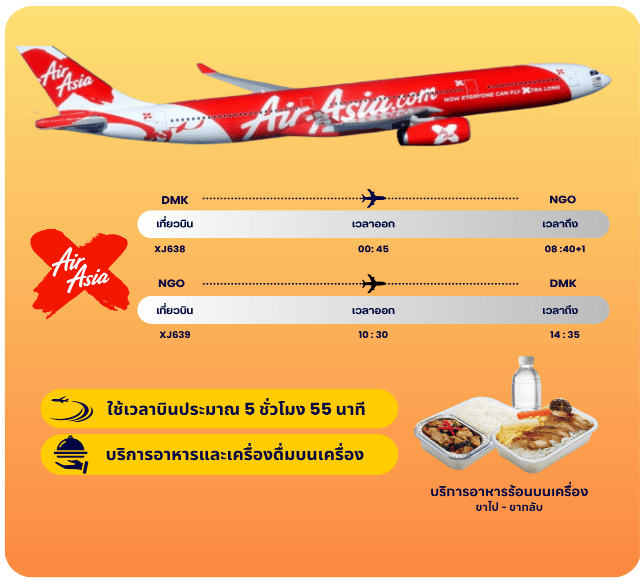 Air Asia
AirAsia.com
NOW EVERYONE CAN FLY XTRA LONG
DMK NGO
เที่ยวบิน เวลาออก เวลาถึง
XJ638 00: 45 08 :40+1
Air Asia
NGO DMK
เที่ยวบิน เวลาออก เวลาถึง
XJ639 10 : 30 14 : 35
ใช้เวลาบินประมาณ 5 ชั่วโมง 55 นาที
บริการอาหารและเครื่องดื่มบนเครื่อง
บริการอาหารร้อนบนเครื่อง
ขาไป - ขากลับ